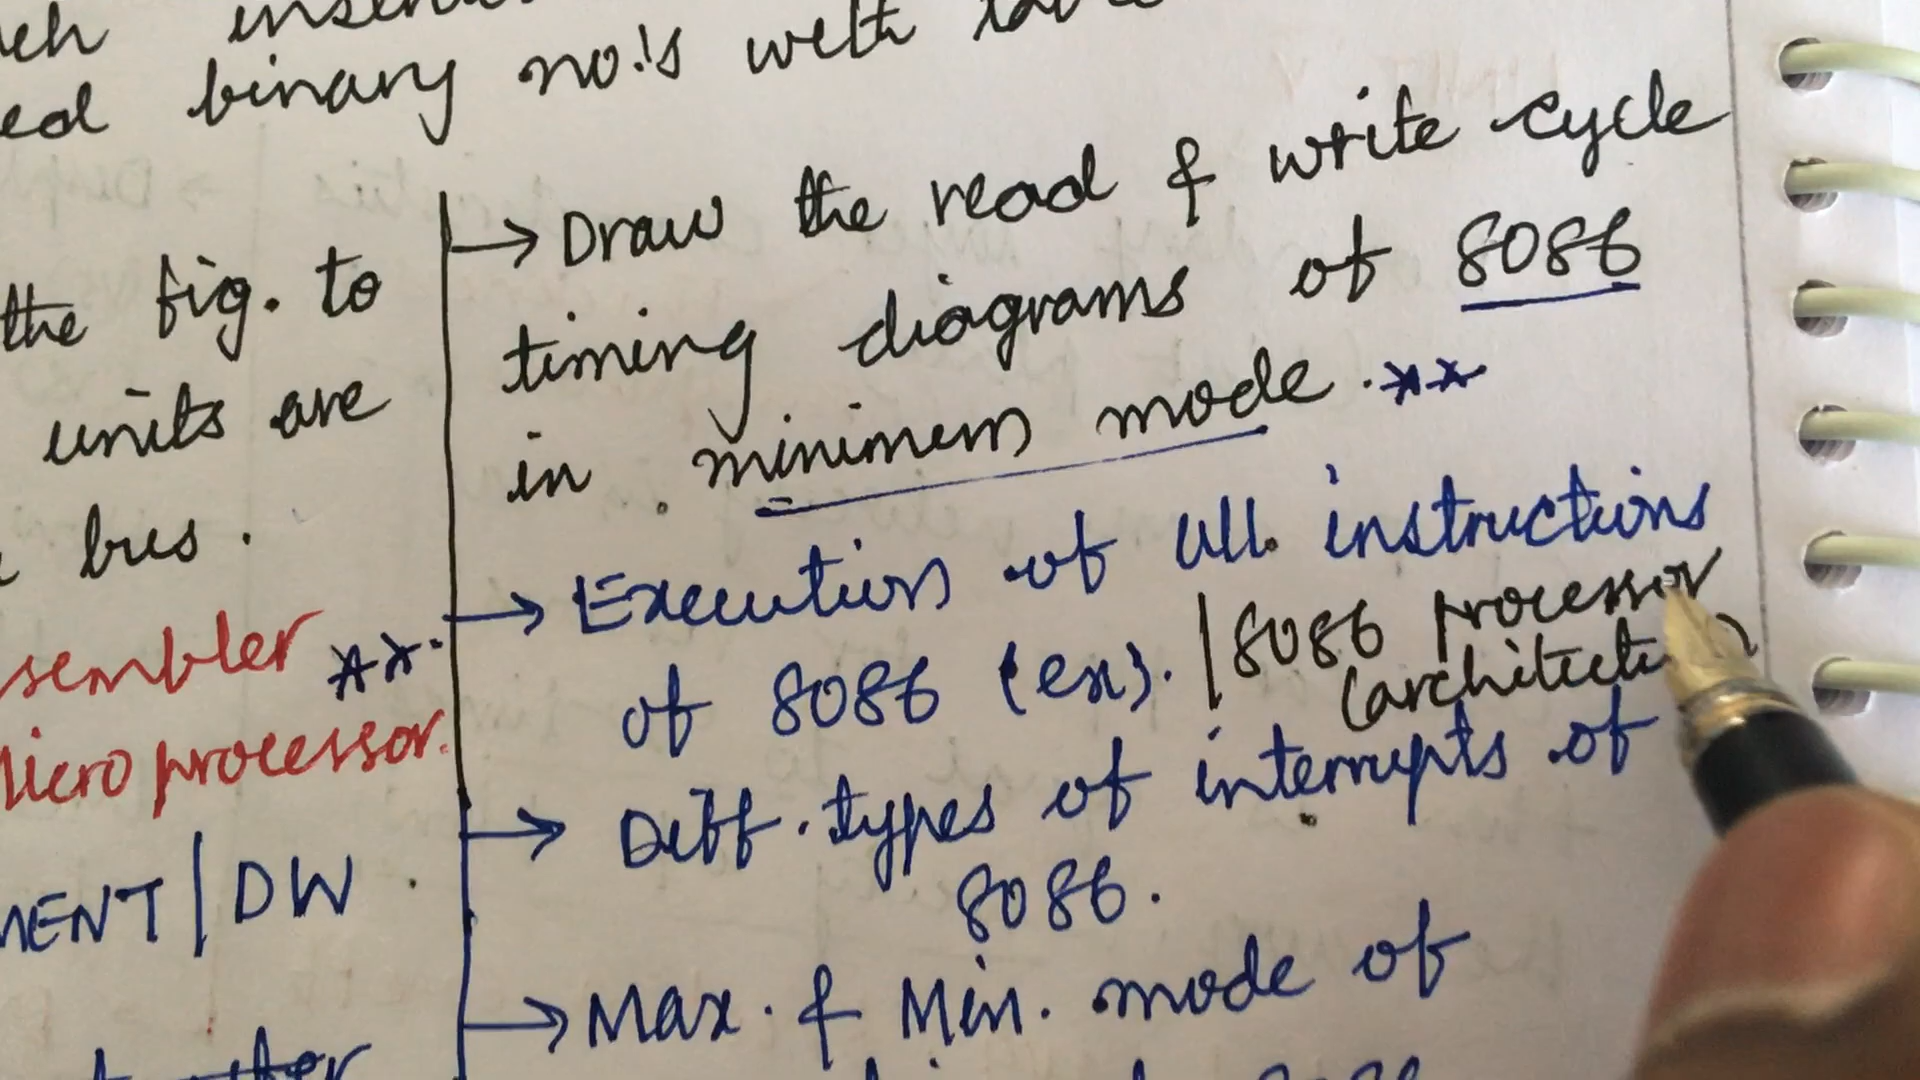 binary no.'s with
the fig. to
units are
bus.
sembler **
Microprocessor.
MENT | DW
→ Draw the read & write cycle
timing diagrams of 8086
in minimum mode. **
→ Execution of all instructions
of 8086 (ex). | 8086 processor
(architecture)
→ Diff. types of interrupts of
8086.
→ Max. & Min. mode of